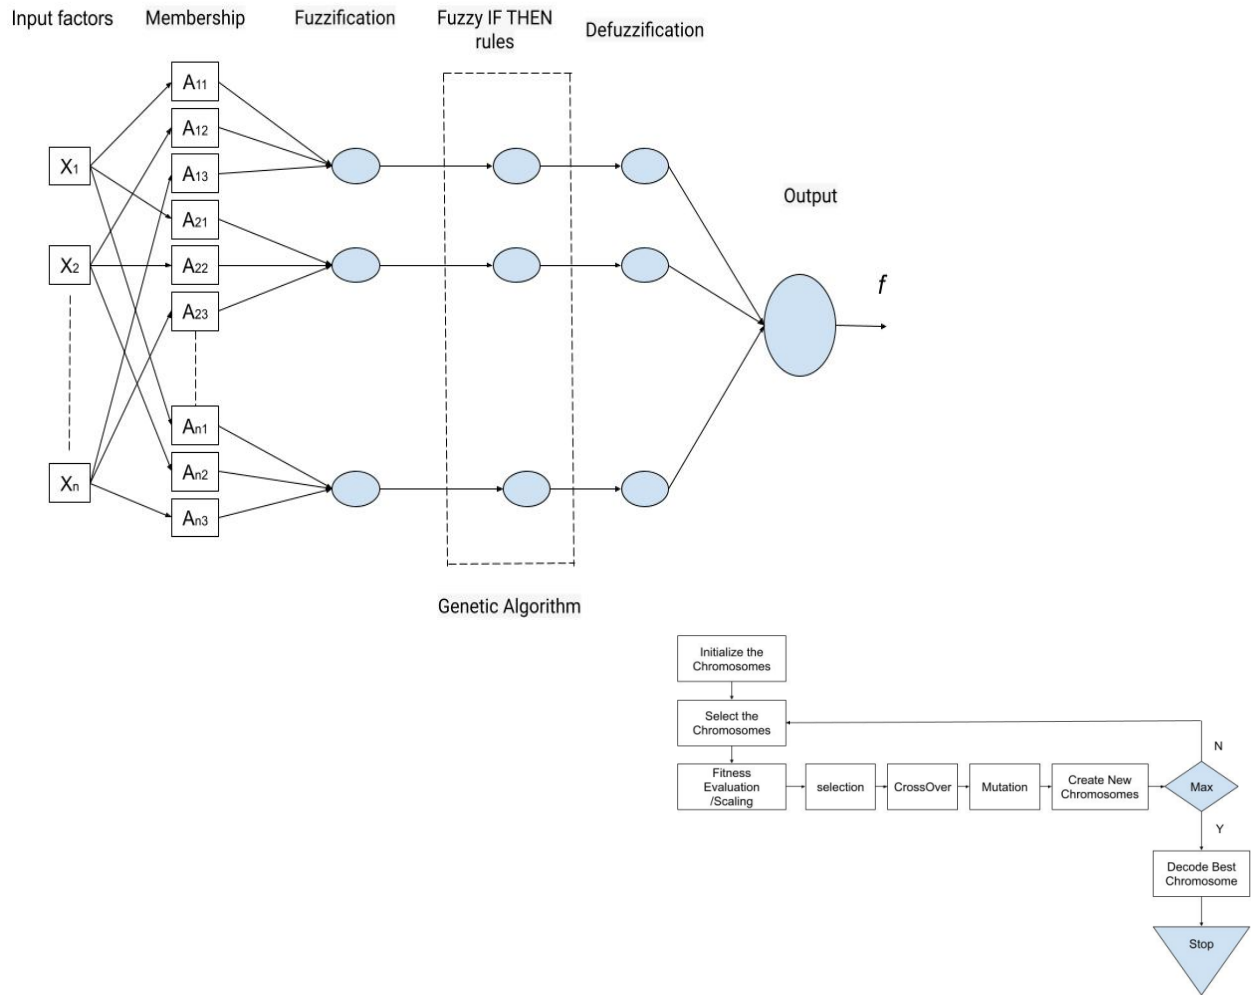 Input factors
Membership
Fuzzification
Fuzzy IF THEN
rules
Defuzzification
A11
A12
A13
A21
A22
A23
An1
An2
An3
X1
X2
Xn
Output
f
Genetic Algorithm
Initialize the
Chromosomes
Select the
Chromosomes
Fitness
Evaluation
/Scaling
selection
CrossOver
Mutation
Create New
Chromosomes
Max
N
Y
Decode Best
Chromosome
Stop